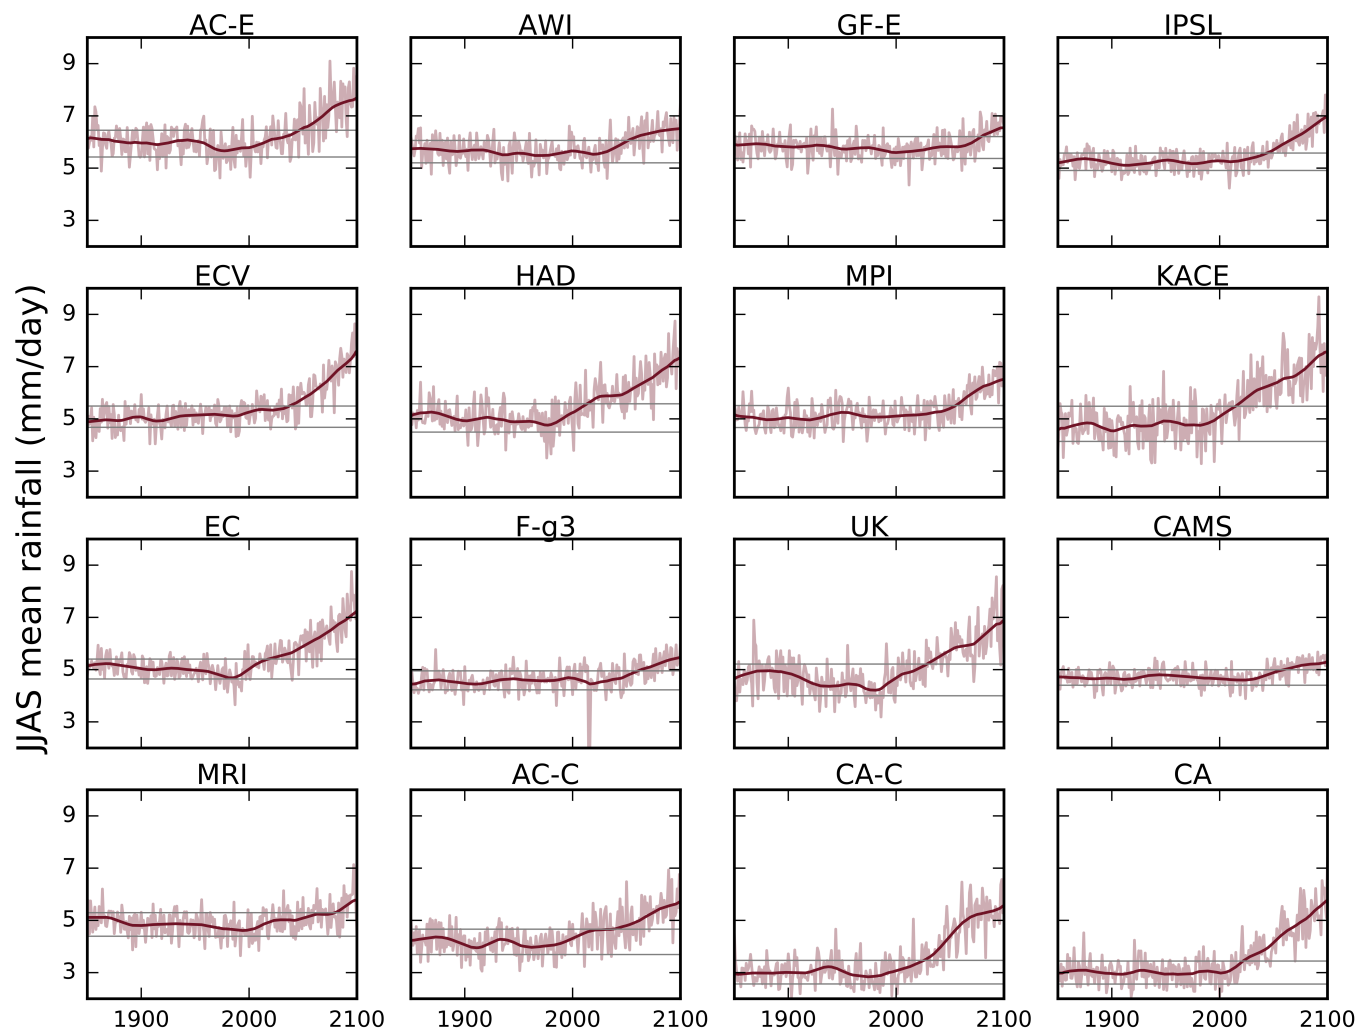 AC-E AWI GF-E IPSL
9
7
5
3
ECV HAD MPI KACE
9
7
5
3
JJAS mean rainfall (mm/day)
EC F-g3 UK CAMS
9
7
5
3
MRI AC-C CA-C CA
9
7
5
3
1900 2000 2100 1900 2000 2100 1900 2000 2100 1900 2000 2100